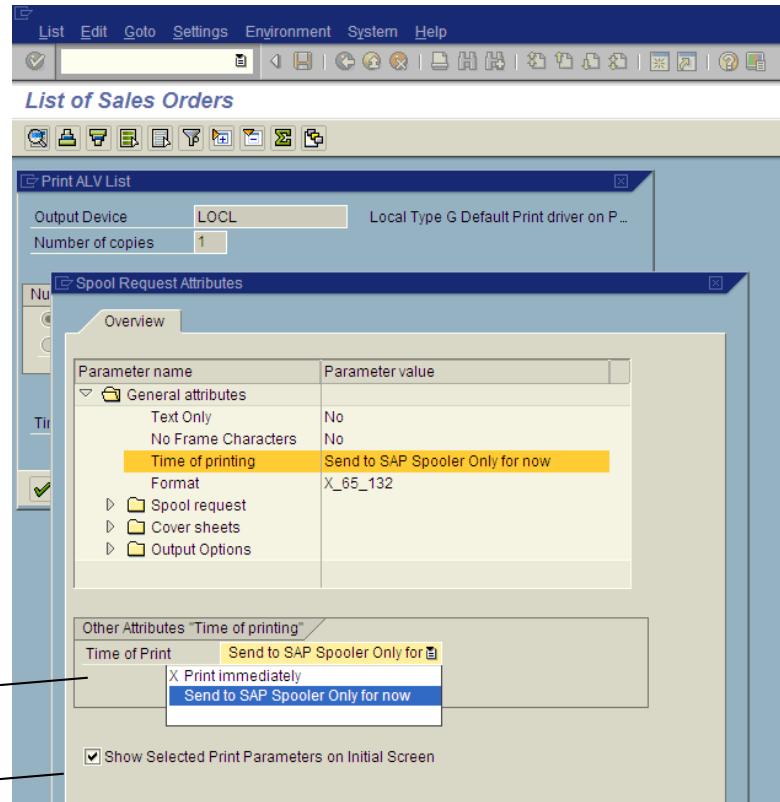 List Edit Goto Settings Environment System Help
List of Sales Orders
Print ALV List
Output Device LOCL Local Type G Default Print driver on P...
Number of copies 1
Nu
Spool Request Attributes
Overview
Parameter name Parameter value
General attributes
Text Only No
No Frame Characters No
Time of printing Send to SAP Spooler Only for now
Tir
Format X_65_132
Spool request
Cover sheets
Output Options
Other Attributes "Time of printing"
Time of Print Send to SAP Spooler Only for
X Print immediately
Send to SAP Spooler Only for now
Show Selected Print Parameters on Initial Screen